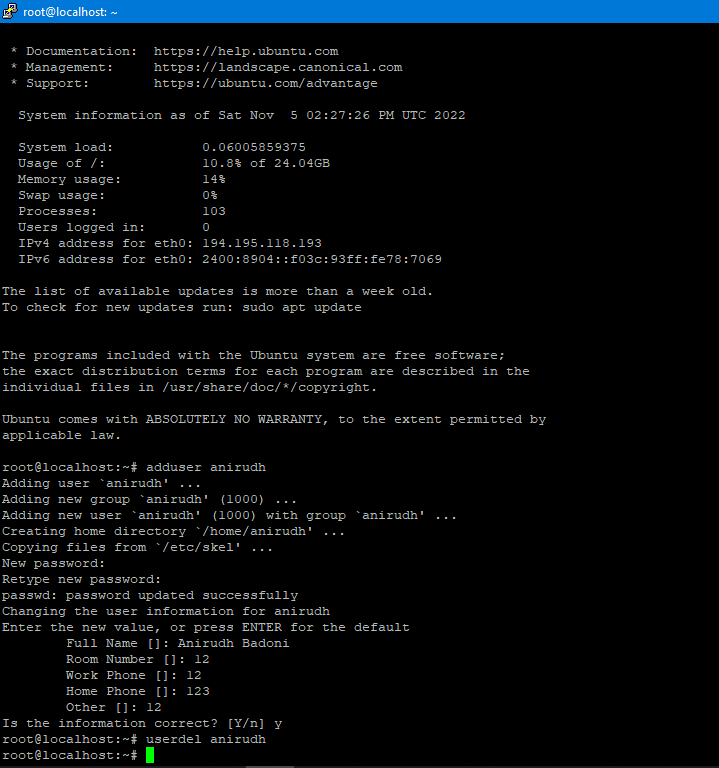 root@localhost: ~
 * Documentation:  https://help.ubuntu.com
 * Management:     https://landscape.canonical.com
 * Support:        https://ubuntu.com/advantage
  System information as of Sat Nov  5 02:27:26 PM UTC 2022
  System load:           0.06005859375
  Usage of /:            10.8% of 24.04GB
  Memory usage:          14%
  Swap usage:            0%
  Processes:             103
  Users logged in:       0
  IPv4 address for eth0: 194.195.118.193
  IPv6 address for eth0: 2400:8904::f03c:93ff:fe78:7069
The list of available updates is more than a week old.
To check for new updates run: sudo apt update
The programs included with the Ubuntu system are free software;
the exact distribution terms for each program are described in the
individual files in /usr/share/doc/*/copyright.
Ubuntu comes with ABSOLUTELY NO WARRANTY, to the extent permitted by
applicable law.
root@localhost:~# adduser anirudh
Adding user `anirudh' ...
Adding new group `anirudh' (1000) ...
Adding new user `anirudh' (1000) with group `anirudh' ...
Creating home directory `/home/anirudh' ...
Copying files from `/etc/skel' ...
New password:
Retype new password:
passwd: password updated successfully
Changing the user information for anirudh
Enter the new value, or press ENTER for the default
        Full Name []: Anirudh Badoni
        Room Number []: 12
        Work Phone []: 12
        Home Phone []: 123
        Other []: 12
Is the information correct? [Y/n] y
root@localhost:~# userdel anirudh
root@localhost:~#